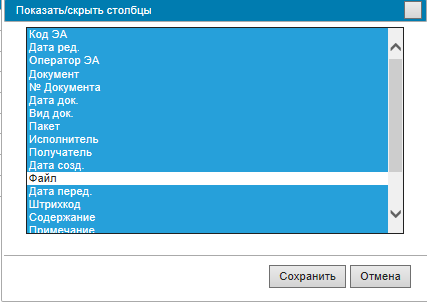 Показать/скрыть столбцы
Код ЭА
Дата ред.
Оператор ЭА
Документ
№ Документа
Дата док.
Вид док.
Пакет
Исполнитель
Получатель
Дата созд.
Файл
Дата перед.
Штрихкод
Содержание
Примечание
Сохранить Отмена